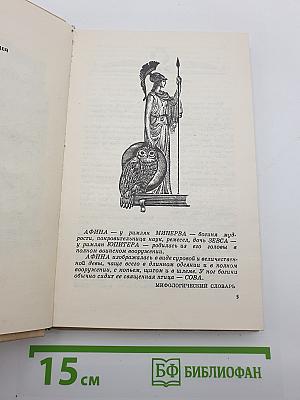 АФИНА — у римлян МИНЕРВА — богиня муд-
рости, покровительница наук, ремесел, дочь ЗЕВСА —
у римлян ЮПИТЕРА — родилась из его головы в
полном воинском вооружении.
АФИНА изображалась в виде суровой и величествен-
ной девы, чаще всего в длинном одеянии и в полном
вооружении, с копьем, щитом и в шлеме. У ног богини
обычно сидит ее священная птица — СОВА.
МИФОЛОГИЧЕСКИЙ СЛОВАРЬ
5
15 см
БФ БИБЛИОФАН